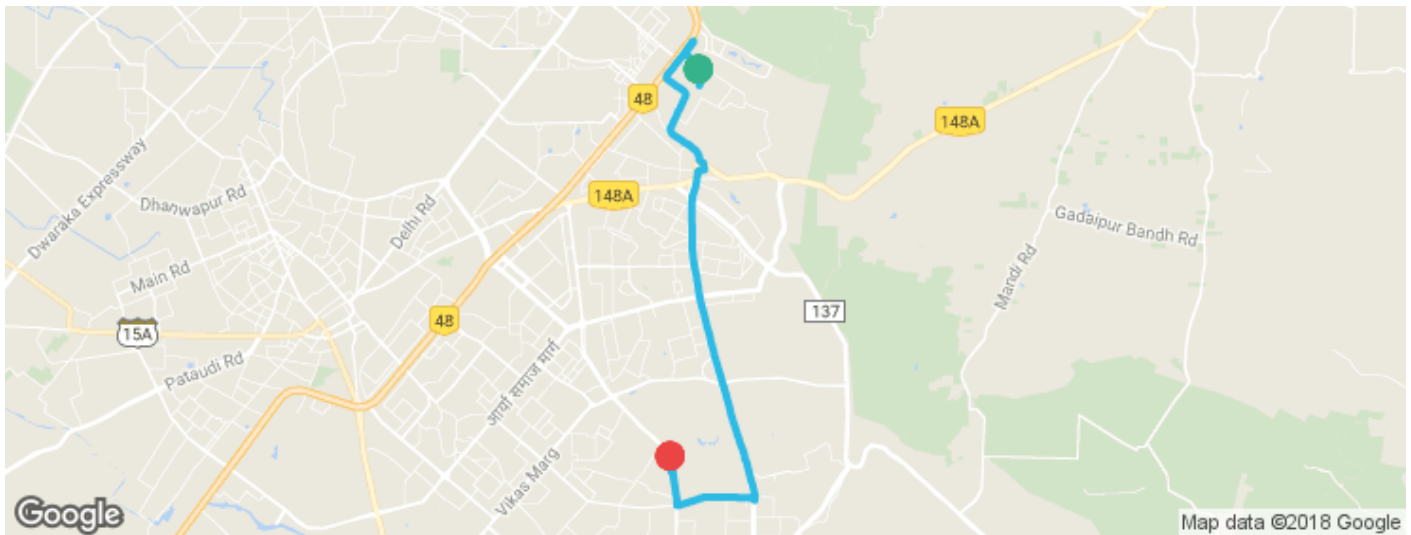 48
148A
Dwaraka Expressway
Dhanwapur Rd
Delhi Rd
148A
Gadaipur Bandh Rd
Main Rd
Mandi Rd
15A
48
137
Pataudi Rd
आर्या समाज मार्ग
Vikas Marg
Google
Map data ©2018 Google